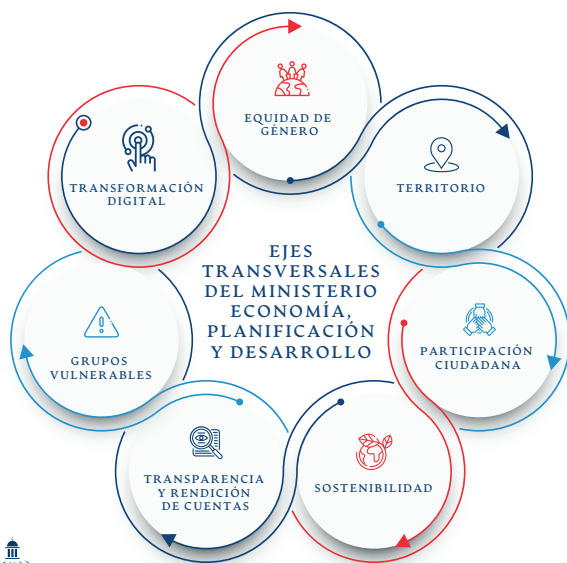 EQUIDAD DE
GÉNERO
TRANSFORMACIÓN
DIGITAL
TERRITORIO
EJES
TRANSVERSALES
DEL MINISTERIO
ECONOMÍA,
PLANIFICACIÓN
Y DESARROLLO
GRUPOS
VULNERABLES
PARTICIPACIÓN
CIUDADANA
TRANSPARENCIA
Y RENDICIÓN
DE CUENTAS
SOSTENIBILIDAD